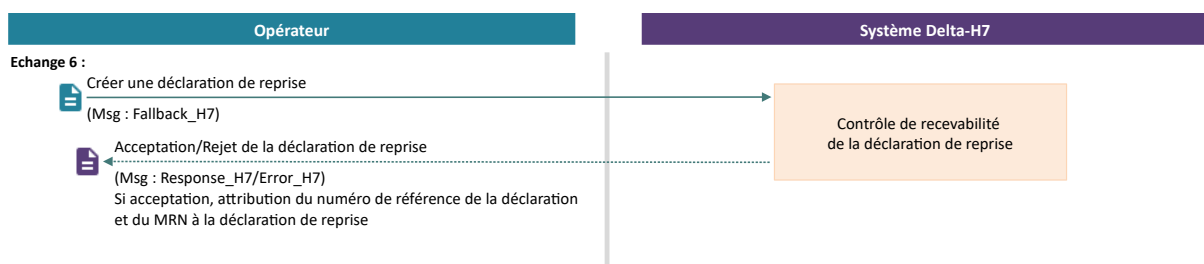 Opérateur
Système Delta-H7
Echange 6 :
Créer une déclaration de reprise
(Msg : Fallback_H7)
Contrôle de recevabilité
de la déclaration de reprise
Acceptation/Rejet de la déclaration de reprise
(Msg : Response_H7/Error_H7)
Si acceptation, attribution du numéro de référence de la déclaration
et du MRN à la déclaration de reprise